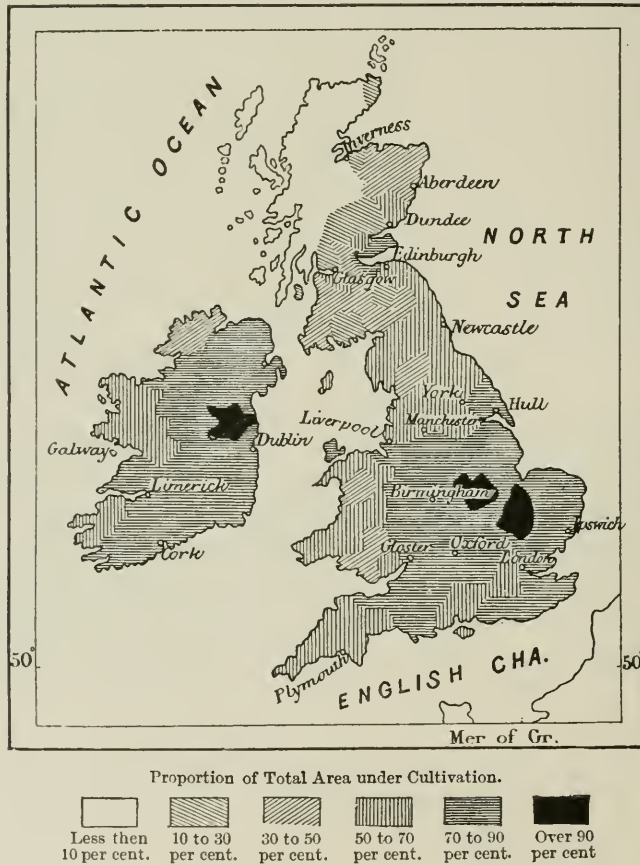 ATLANTIC OCEAN
Inverness
Aberdeen
Dundee
NORTH
Edinburgh
Glasgow
SEA
Newcastle
York
Hull
Manchester
Liverpool
Dublin
Galway
Limerick
Birmingham
Ipswich
Cork
Gloster
Oxford
London
50°
50°
Plymouth
ENGLISH CHA.
Mer of Gr.
Proportion of Total Area under Cultivation.
Less then
10 per cent.
10 to 30
per cent.
30 to 50
per cent.
50 to 70
per cent.
70 to 90
per cent.
Over 90
per cent